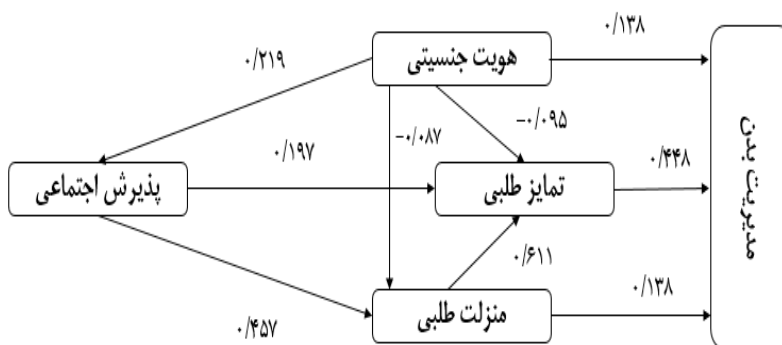 ۰/۱۳۸
هویت جنسیتی
۰/۲۱۹
-۰/۰۹۵
-۰/۰۸۷
۰/۱۹۷
۰/۴۴۸
پذیرش اجتماعی
تمایز طلبی
مدیریت بدن
۰/۶۱۱
۰/۱۳۸
منزلت طلبی
۰/۴۵۷